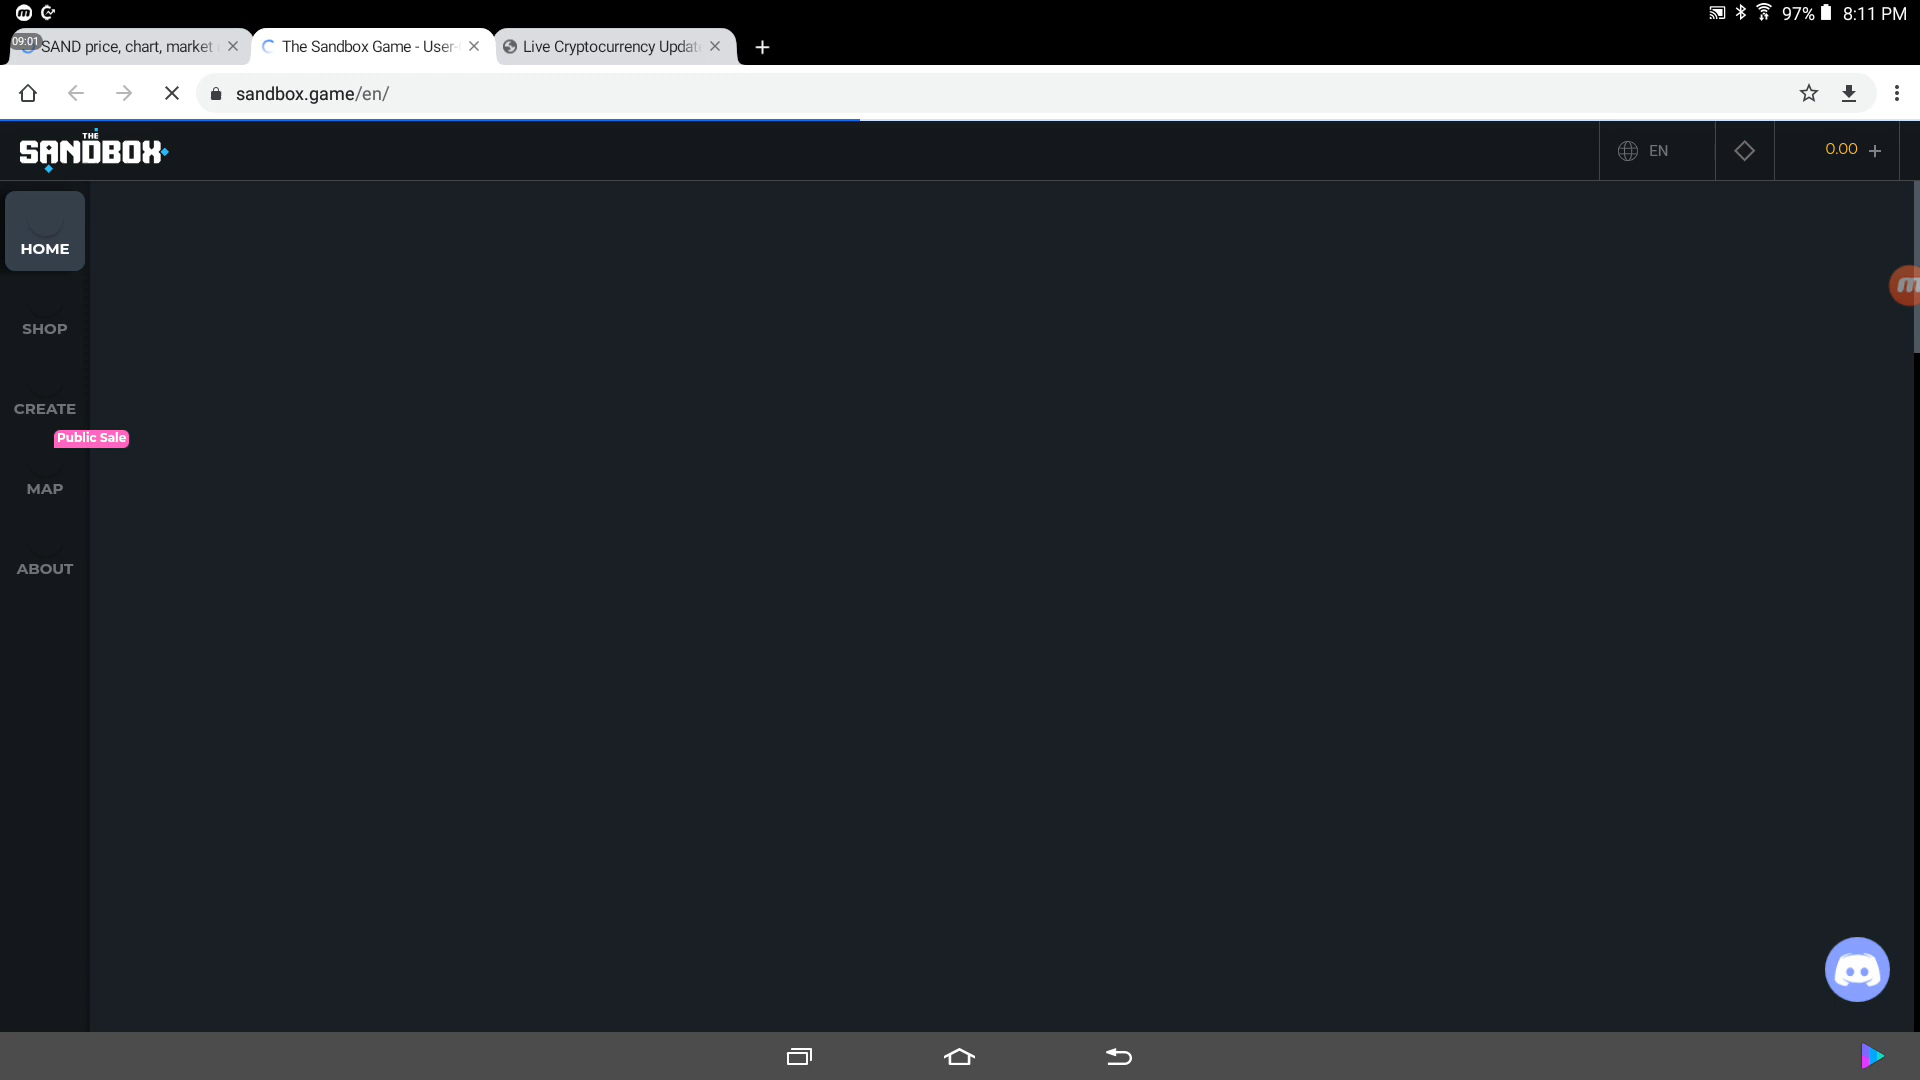 97% 8:11 PM
09:01 SAND price, chart, market
The Sandbox Game - User-
Live Cryptocurrency Updat
sandbox.game/en/
THE
SANDBOX
EN
0.00 +
HOME
SHOP
CREATE
Public Sale
MAP
ABOUT